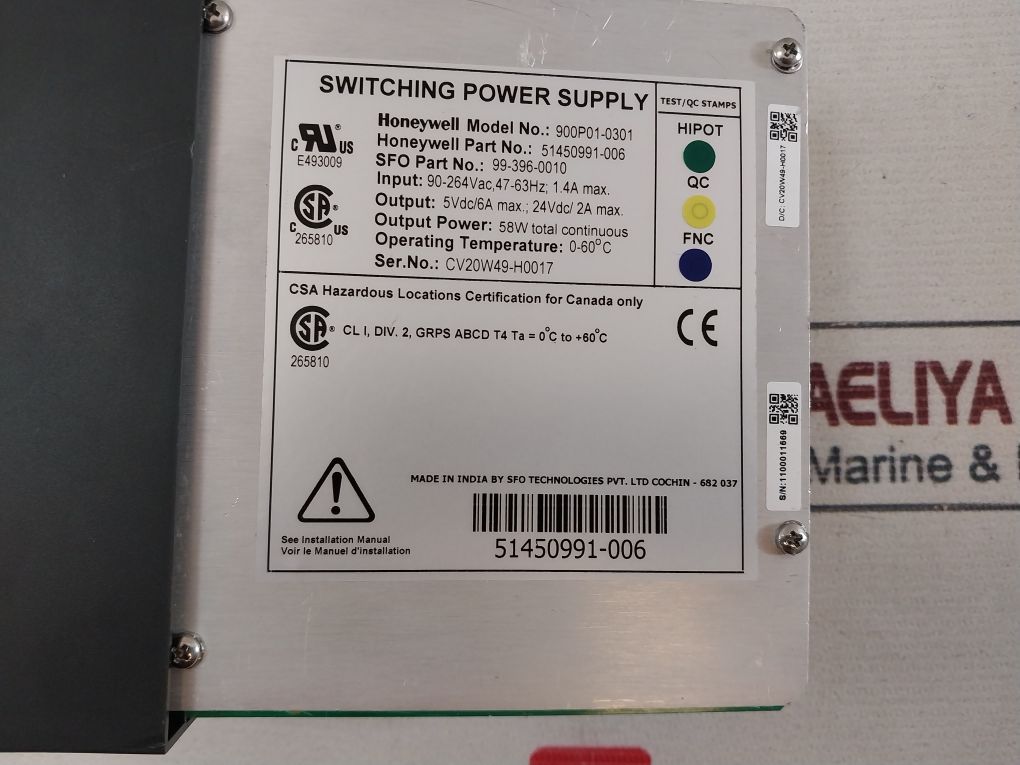 SWITCHING POWER SUPPLY
TEST/QC STAMPS
HIPOT
QC
FNC
C RU ® US
E493009
SA ®
C US
265810
Honeywell Model No.: 900P01-0301
Honeywell Part No.: 51450991-006
SFO Part No.: 99-396-0010
Input: 90-264Vac,47-63Hz; 1.4A max.
Output: 5Vdc/6A max.; 24Vdc/ 2A max.
Output Power: 58W total continuous
Operating Temperature: 0-60°C
Ser.No.: CV20W49-H0017
CSA Hazardous Locations Certification for Canada only
SA ® CL I, DIV. 2, GRPS ABCD T4 Ta = 0°C to +60°C
265810
CE
!
See Installation Manual
Voir le Manuel d'installation
MADE IN INDIA BY SFO TECHNOLOGIES PVT. LTD COCHIN - 682 037
51450991-006
D/C: CV20W49-H0017
S/N:1100011669
AELIYA
Marine &